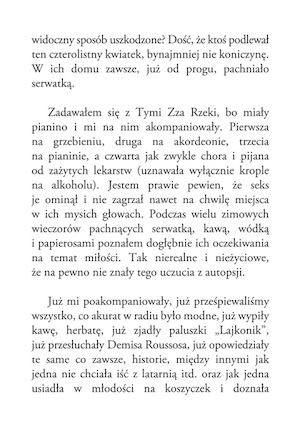 widoczny sposób uszkodzone? Dość, że ktoś podlewał
ten czterolistny kwiatek, bynajmniej nie koniczynę.
W ich domu zawsze, już od progu, pachniało
serwatką.
Zadawałem się z Tymi Zza Rzeki, bo miały
pianino i mi na nim akompaniowały. Pierwsza
na grzebieniu, druga na akordeonie, trzecia
na pianinie, a czwarta jak zwykle chora i pijana
od zażytych lekarstw (uznawała wyłącznie krople
na alkoholu). Jestem prawie pewien, że seks
je ominął i nie zagrzał nawet na chwilę miejsca
w ich mysich głowach. Podczas wielu zimowych
wieczorów pachnących serwatką, kawą, wódką
i papierosami poznałem dogłębnie ich oczekiwania
na temat miłości. Tak nierealne i nieżyciowe,
że na pewno nie znały tego uczucia z autopsji.
Już mi poakompaniowały, już prześpiewaliśmy
wszystko, co akurat w radiu było modne, już wypiły
kawę, herbatę, już zjadły paluszki „Lajkonik",
już przesłuchały Demisa Roussosa, już opowiedziały
te same co zawsze, historie, między innymi jak
jedna nie chciała iść z latarnią itd. oraz jak jedna
usiadła w młodości na koszyczek i doznała